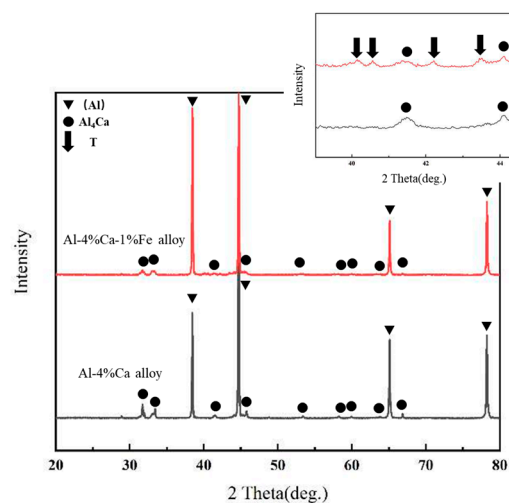 (Al)
Al₄Ca
T
Al-4%Ca-1%Fe alloy
Al-4%Ca alloy
Intensity
20 30 40 50 60 70 80
2 Theta(deg.)
Intensity
40 42 44
2 Theta(deg.)